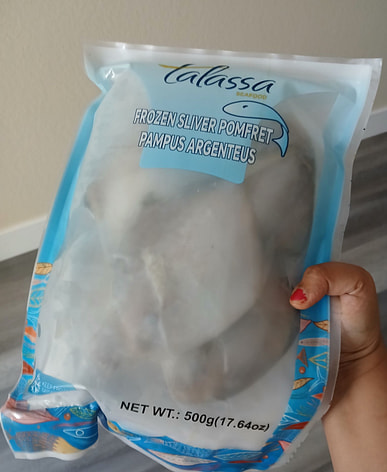 Talassa
SEAFOOD
FROZEN SLIVER POMFRET
PAMPUS ARGENTEUS
NET WT.: 500g(17.64oz)